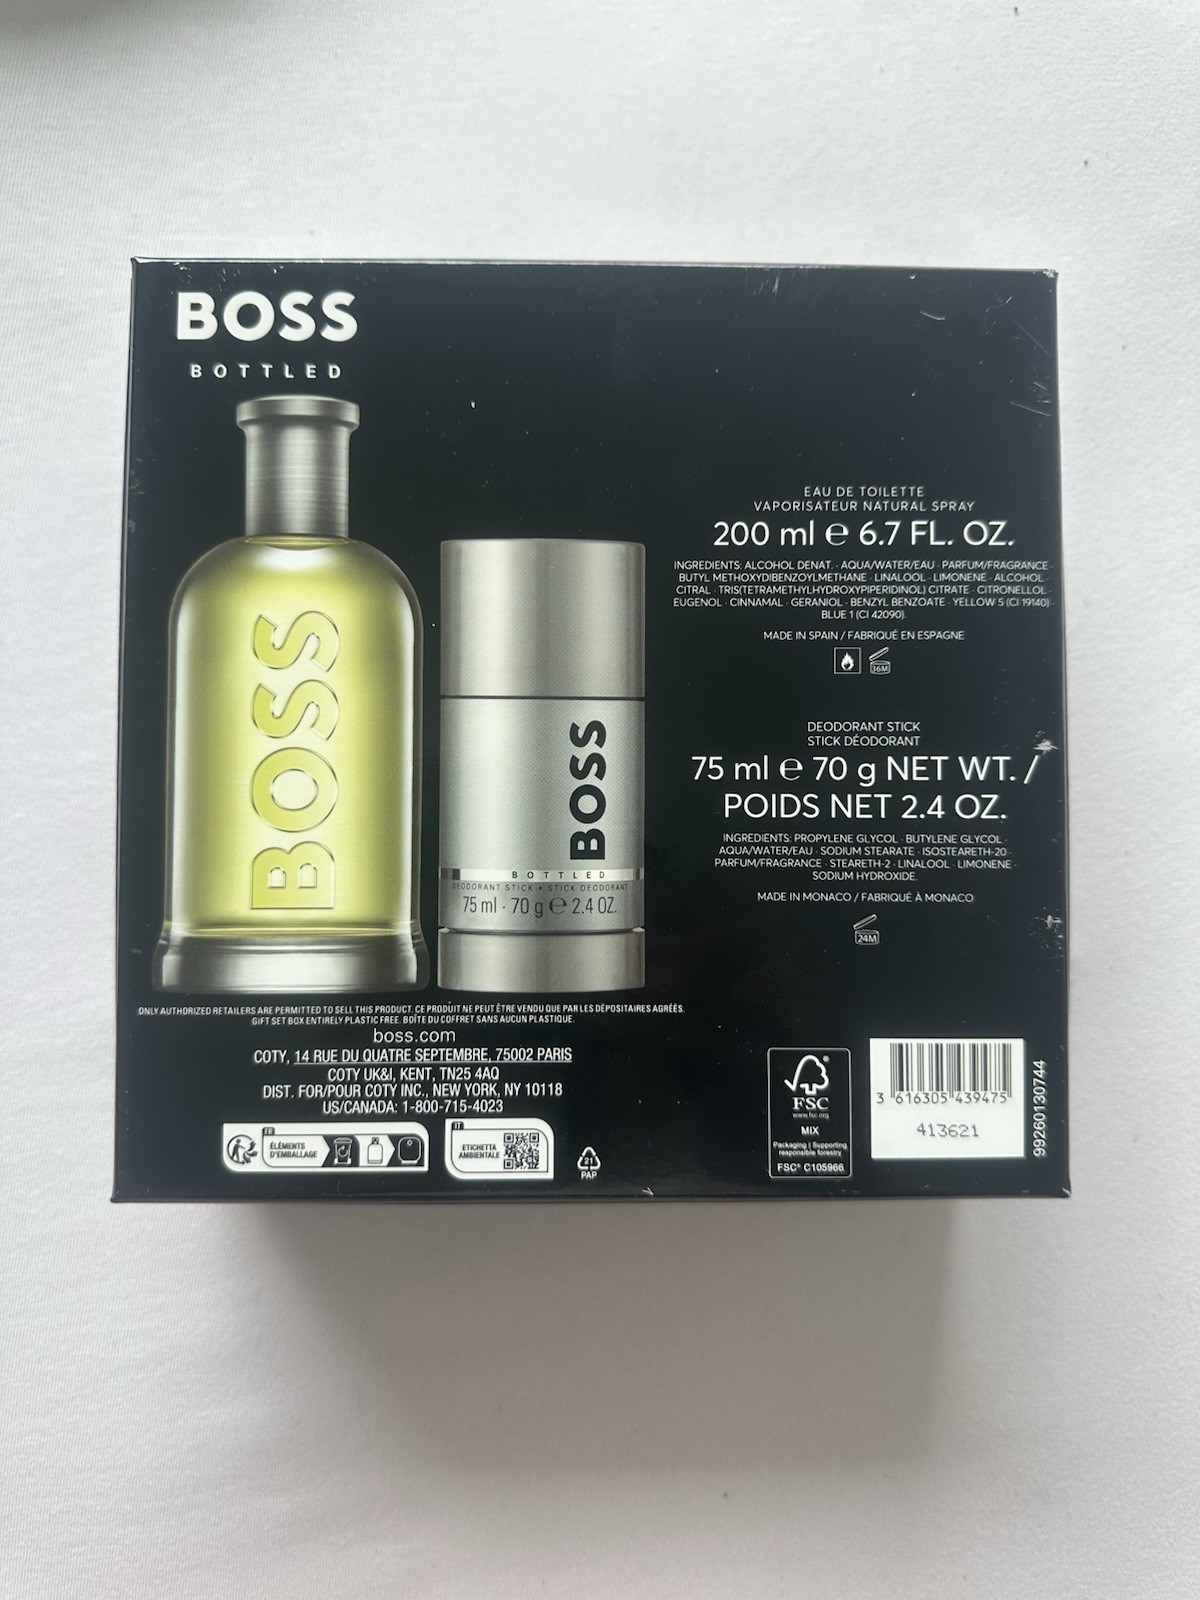 BOSS
BOTTLED
BOSS
BOSS
BOTTLED
DEODORANT STICK • STICK DEODORANT
75 ml · 70 g e 2.4 OZ.
EAU DE TOILETTE
VAPORISATEUR NATURAL SPRAY
200 ml e 6.7 FL. OZ.
INGREDIENTS: ALCOHOL DENAT. · AQUA/WATER/EAU · PARFUM/FRAGRANCE ·
BUTYL METHOXYDIBENZOYLMETHANE · LINALOOL · LIMONENE · ALCOHOL ·
CITRAL · TRIS(TETRAMETHYLHYDROXYPIPERIDINOL) CITRATE · CITRONELLOL ·
EUGENOL · CINNAMAL · GERANIOL · BENZYL BENZOATE · YELLOW 5 (CI 19140) ·
BLUE 1 (CI 42090).
MADE IN SPAIN / FABRIQUÉ EN ESPAGNE
36M
DEODORANT STICK
STICK DÉODORANT
75 ml e 70 g NET WT. /
POIDS NET 2.4 OZ.
INGREDIENTS: PROPYLENE GLYCOL · BUTYLENE GLYCOL ·
AQUA/WATER/EAU · SODIUM STEARATE · ISOSTEARETH-20 ·
PARFUM/FRAGRANCE · STEARETH-2 · LINALOOL · LIMONENE ·
SODIUM HYDROXIDE.
MADE IN MONACO / FABRIQUÉ À MONACO
24M
ONLY AUTHORIZED RETAILERS ARE PERMITTED TO SELL THIS PRODUCT. CE PRODUIT NE PEUT ÊTRE VENDU QUE PAR LES DÉPOSITAIRES AGRÉÉS.
GIFT SET BOX ENTIRELY PLASTIC FREE. BOÎTE DU COFFRET SANS AUCUN PLASTIQUE.
boss.com
COTY, 14 RUE DU QUATRE SEPTEMBRE, 75002 PARIS
COTY UK&I, KENT, TN25 4AQ
DIST. FOR/POUR COTY INC., NEW YORK, NY 10118
US/CANADA: 1-800-715-4023
FR
ÉLÉMENTS
D'EMBALLAGE
IT
ETICHETTA
AMBIENTALE
21
PAP
FSC
www.fsc.org
MIX
Packaging | Supporting
responsible forestry
FSC® C105966
3 616305 439475
413621
99260130744